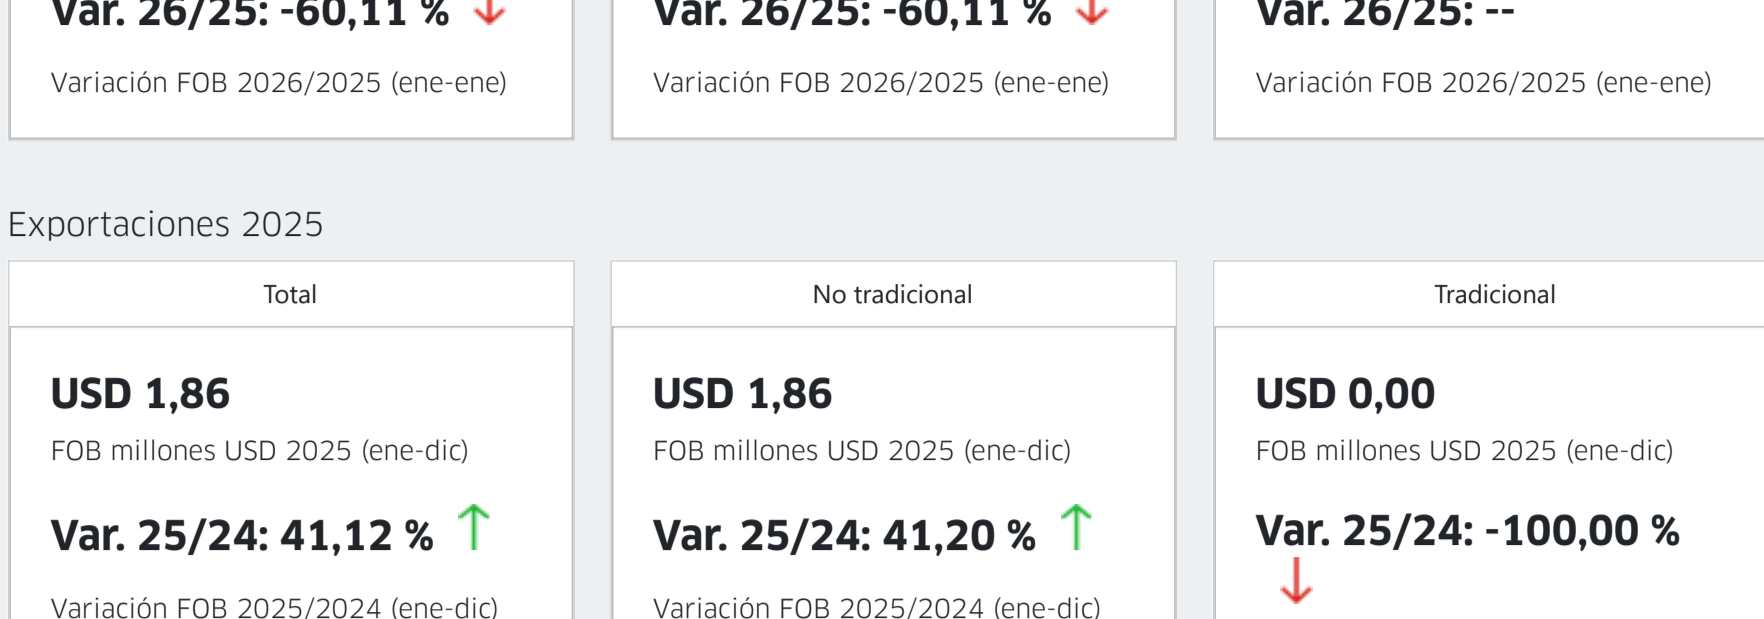 Var. 26/25: -60,11 %
Var. 26/25: -60,11 %
Var. 26/25: --
Variación FOB 2026/2025 (ene-ene)
Variación FOB 2026/2025 (ene-ene)
Variación FOB 2026/2025 (ene-ene)
Exportaciones 2025
Total
No tradicional
Tradicional
USD 1,86
USD 1,86
USD 0,00
FOB millones USD 2025 (ene-dic)
FOB millones USD 2025 (ene-dic)
FOB millones USD 2025 (ene-dic)
Var. 25/24: 41,12 %
Var. 25/24: 41,20 %
Var. 25/24: -100,00 %
Variación FOB 2025/2024 (ene-dic)
Variación FOB 2025/2024 (ene-dic)